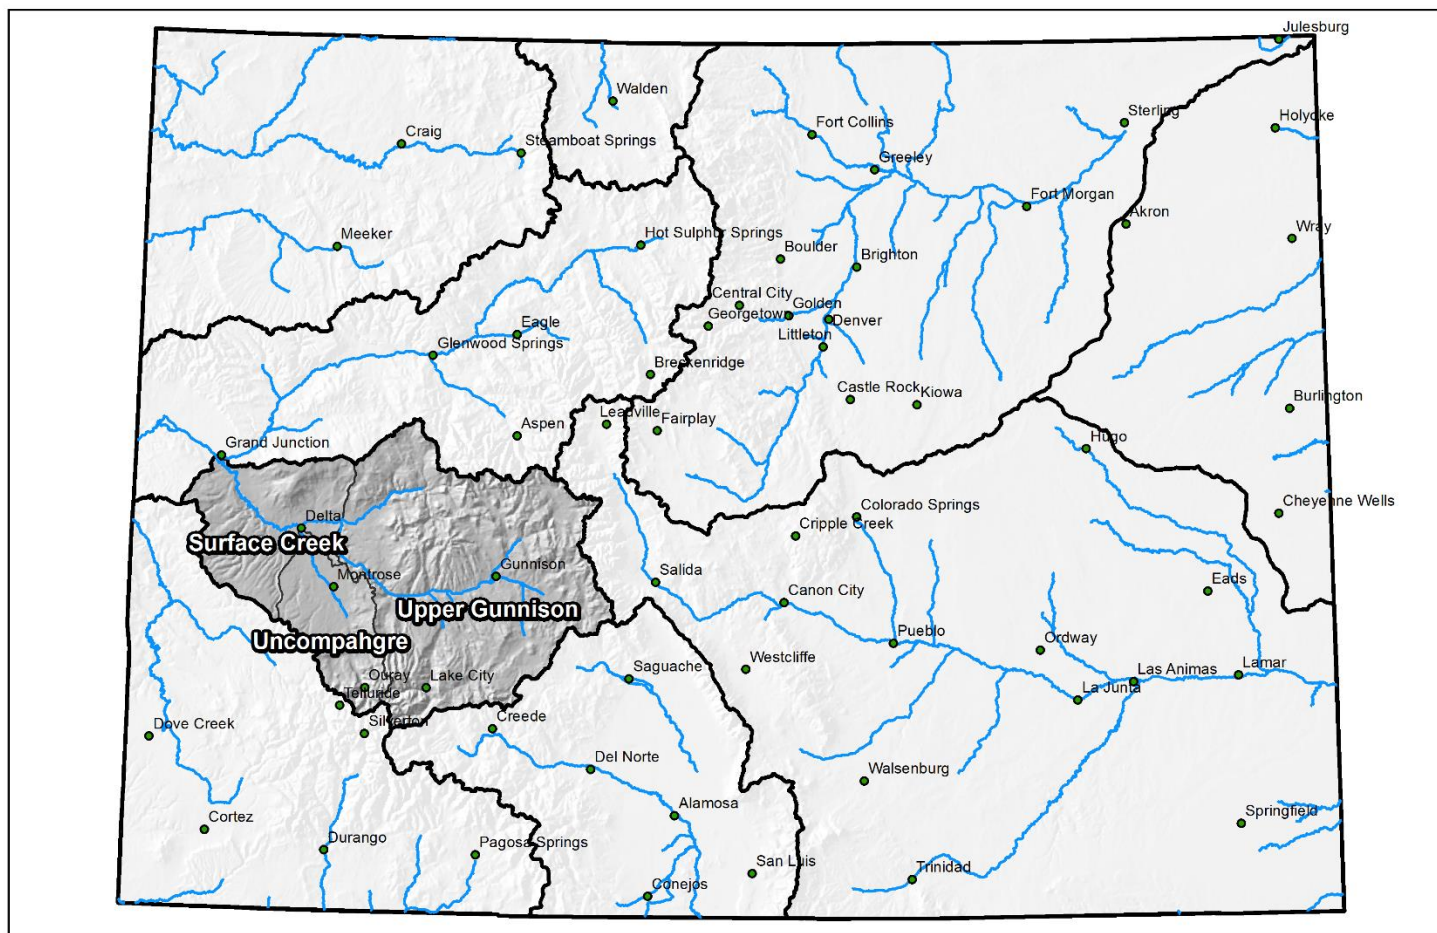 Julesburg
Walden
Sterling
Holyoke
Fort Collins
Craig
Steamboat Springs
Greeley
Fort Morgan
Akron
Meeker
Hot Sulphur Springs
Wray
Boulder
Brighton
Central City
Golden
Georgetown
Denver
Eagle
Littleton
Glenwood Springs
Breckenridge
Castle Rock
Kiowa
Burlington
Leadville
Fairplay
Aspen
Grand Junction
Hugo
Cheyenne Wells
Colorado Springs
Delta
Cripple Creek
Surface Creek
Gunnison
Salida
Montrose
Eads
Canon City
Upper Gunnison
Uncompahgre
Pueblo
Ordway
Westcliffe
Las Animas
Lamar
Saguache
Ouray
Lake City
Telluride
La Junta
Silverton
Creede
Dove Creek
Del Norte
Walsenburg
Alamosa
Cortez
Springfield
Durango
Pagosa Springs
San Luis
Trinidad
Conejos